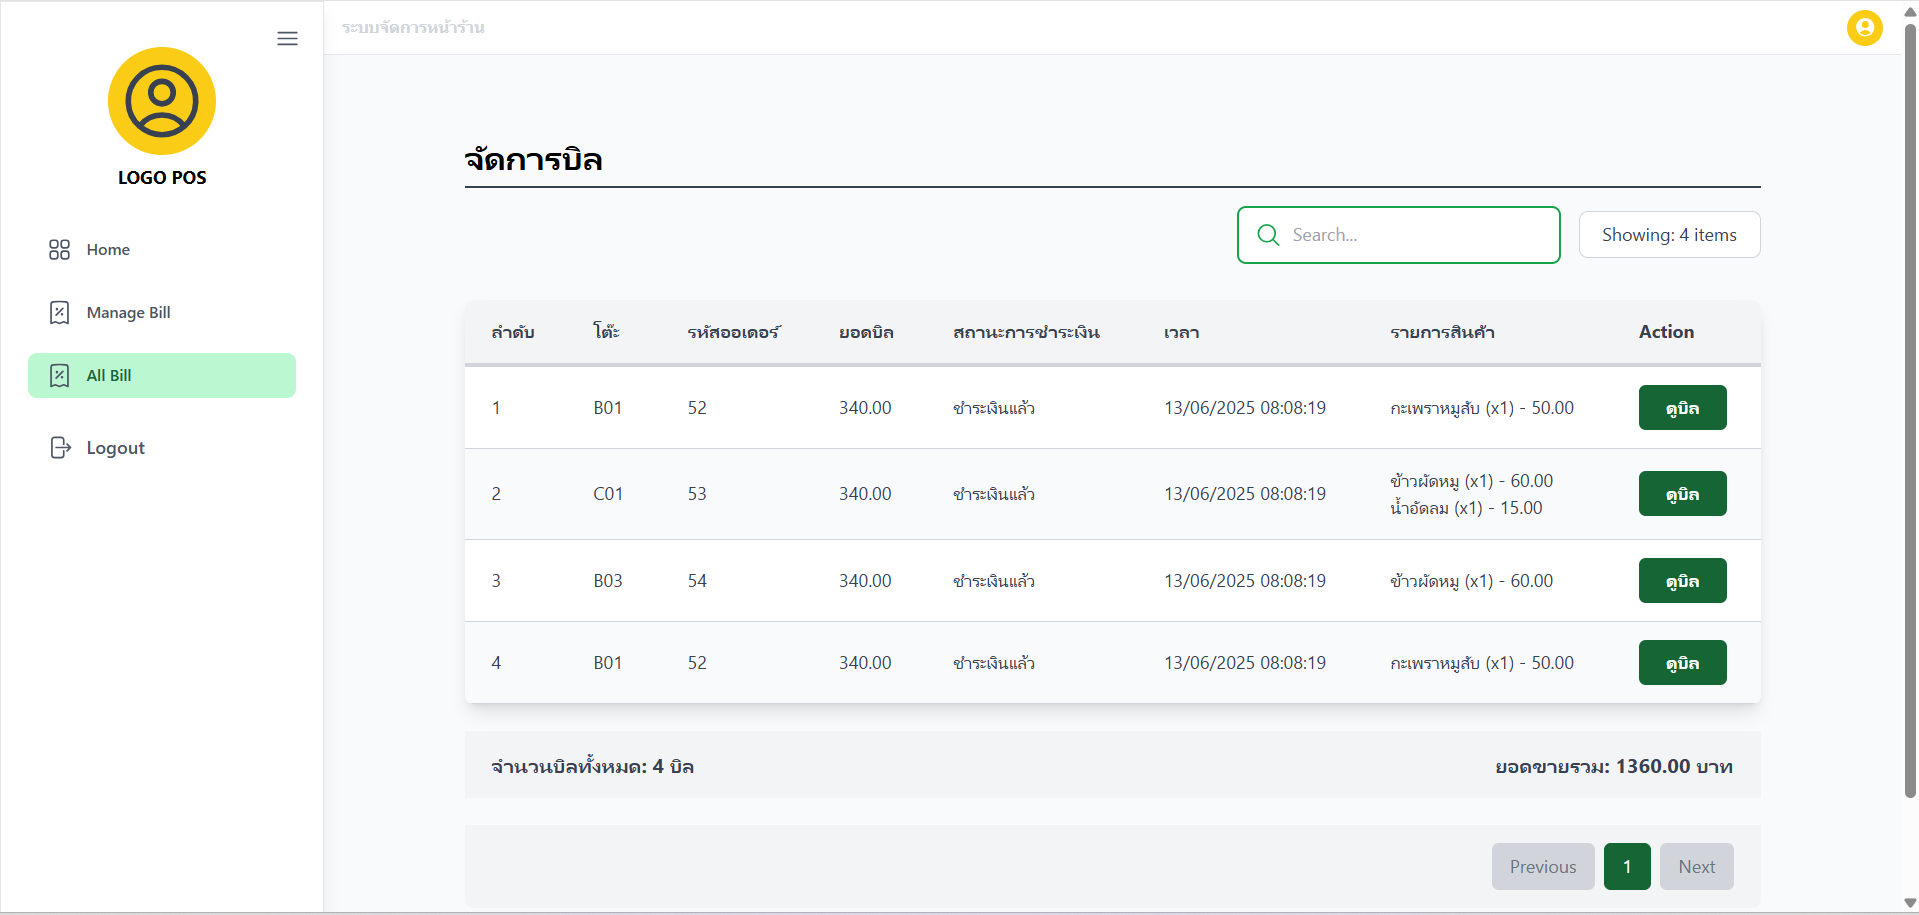 ระบบจัดการหน้าร้าน
LOGO POS
Home
Manage Bill
All Bill
Logout
จัดการบิล
Search...
Showing: 4 items
ลำดับ โต๊ะ รหัสออเดอร์ ยอดบิล สถานะการชำระเงิน เวลา รายการสินค้า Action
1 B01 52 340.00 ชำระเงินแล้ว 13/06/2025 08:08:19 กะเพราหมูสับ (x1) - 50.00 ดูบิล
2 C01 53 340.00 ชำระเงินแล้ว 13/06/2025 08:08:19 ข้าวผัดหมู (x1) - 60.00
น้ำอัดลม (x1) - 15.00 ดูบิล
3 B03 54 340.00 ชำระเงินแล้ว 13/06/2025 08:08:19 ข้าวผัดหมู (x1) - 60.00 ดูบิล
4 B01 52 340.00 ชำระเงินแล้ว 13/06/2025 08:08:19 กะเพราหมูสับ (x1) - 50.00 ดูบิล
จำนวนบิลทั้งหมด: 4 บิล ยอดขายรวม: 1360.00 บาท
Previous 1 Next